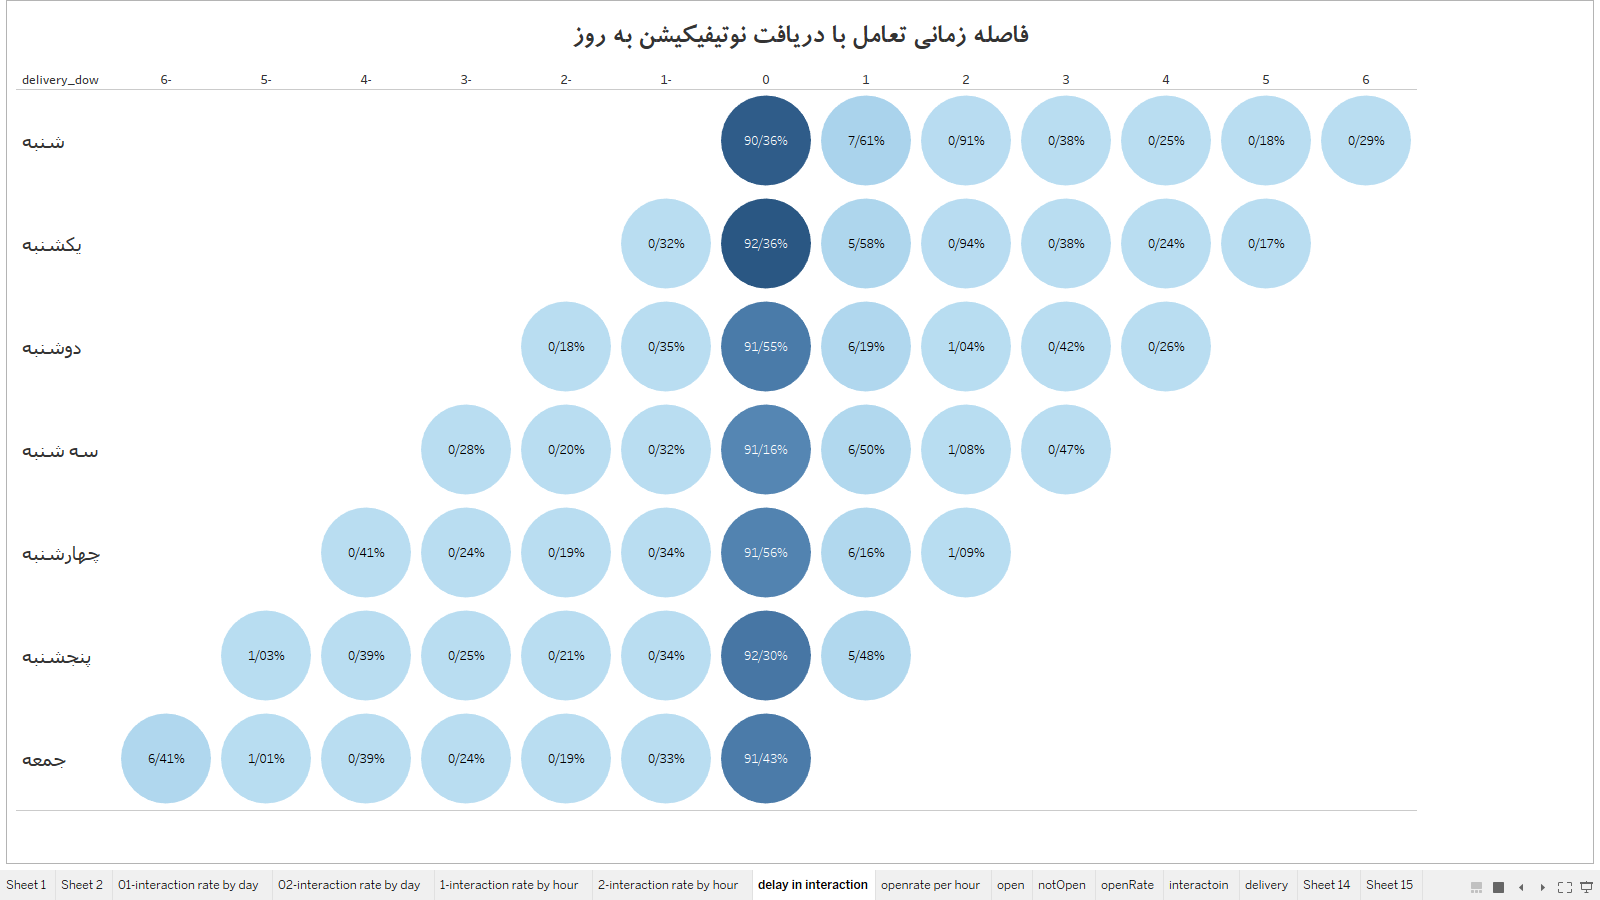 فاصله زمانی تعامل با دریافت نوتیفیکیشن به روز
delivery_dow 6- 5- 4- 3- 2- 1- 0 1 2 3 4 5 6
شنبه 90/36% 7/61% 0/91% 0/38% 0/25% 0/18% 0/29%
یکشنبه 0/32% 92/36% 5/58% 0/94% 0/38% 0/24% 0/17%
دوشنبه 0/18% 0/35% 91/55% 6/19% 1/04% 0/42% 0/26%
سه شنبه 0/28% 0/20% 0/32% 91/16% 6/50% 1/08% 0/47%
چهارشنبه 0/41% 0/24% 0/19% 0/34% 91/56% 6/16% 1/09%
پنجشنبه 1/03% 0/39% 0/25% 0/21% 0/34% 92/30% 5/48%
جمعه 6/41% 1/01% 0/39% 0/24% 0/19% 0/33% 91/43%
Sheet 1 Sheet 2 01-interaction rate by day 02-interaction rate by day 1-interaction rate by hour 2-interaction rate by hour delay in interaction openrate per hour open notOpen openRate interactoin delivery Sheet 14 Sheet 15